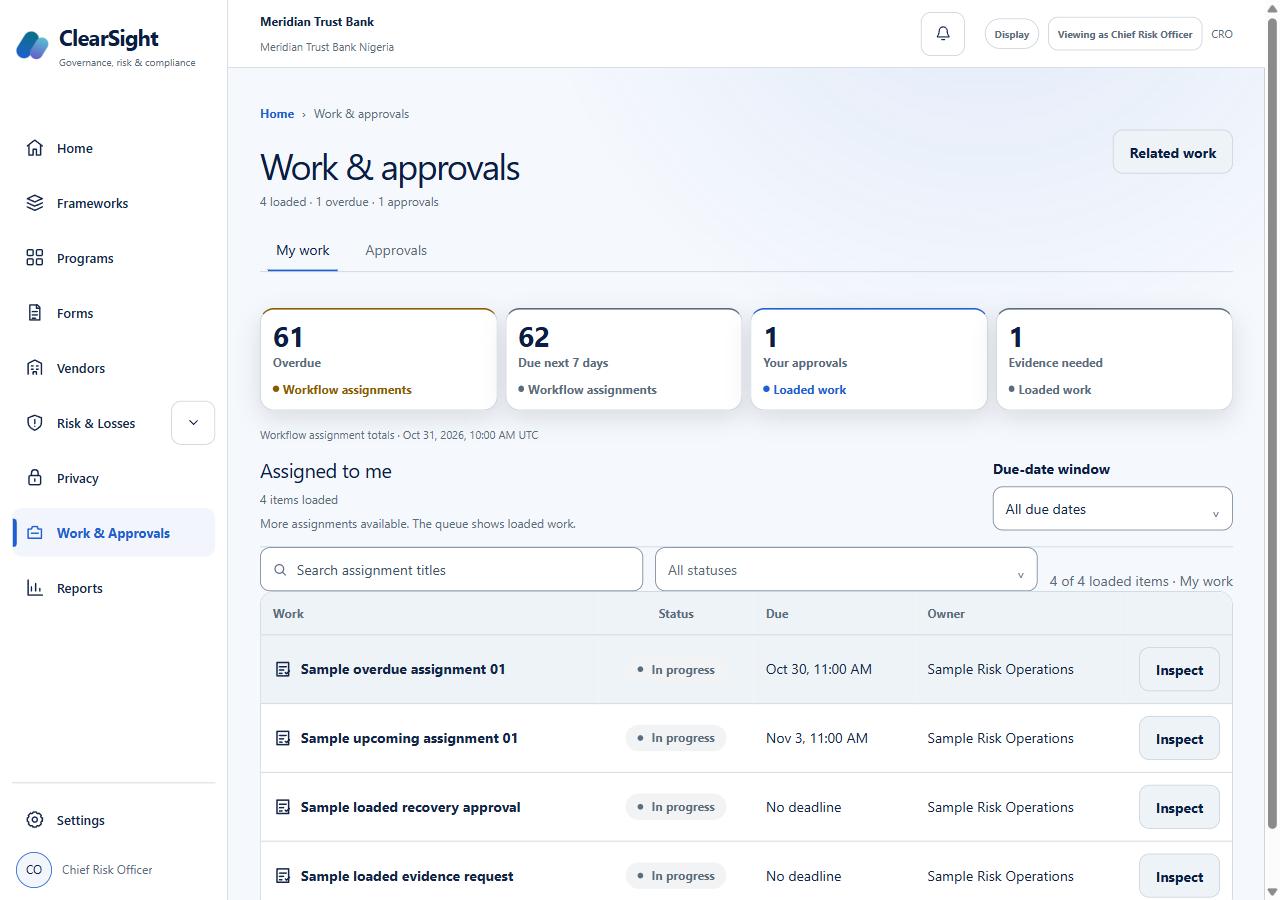 ClearSight
Governance, risk & compliance
Home
Frameworks
Programs
Forms
Vendors
Risk & Losses
Privacy
Work & Approvals
Reports
Settings
CO Chief Risk Officer
Meridian Trust Bank
Meridian Trust Bank Nigeria
Display
Viewing as Chief Risk Officer
CRO
Home › Work & approvals
Work & approvals
4 loaded · 1 overdue · 1 approvals
Related work
My work Approvals
61
Overdue
Workflow assignments
62
Due next 7 days
Workflow assignments
1
Your approvals
Loaded work
1
Evidence needed
Loaded work
Workflow assignment totals · Oct 31, 2026, 10:00 AM UTC
Assigned to me
4 items loaded
More assignments available. The queue shows loaded work.
Due-date window
All due dates
Search assignment titles
All statuses
4 of 4 loaded items · My work
Work Status Due Owner
Sample overdue assignment 01 In progress Oct 30, 11:00 AM Sample Risk Operations Inspect
Sample upcoming assignment 01 In progress Nov 3, 11:00 AM Sample Risk Operations Inspect
Sample loaded recovery approval In progress No deadline Sample Risk Operations Inspect
Sample loaded evidence request In progress No deadline Sample Risk Operations Inspect